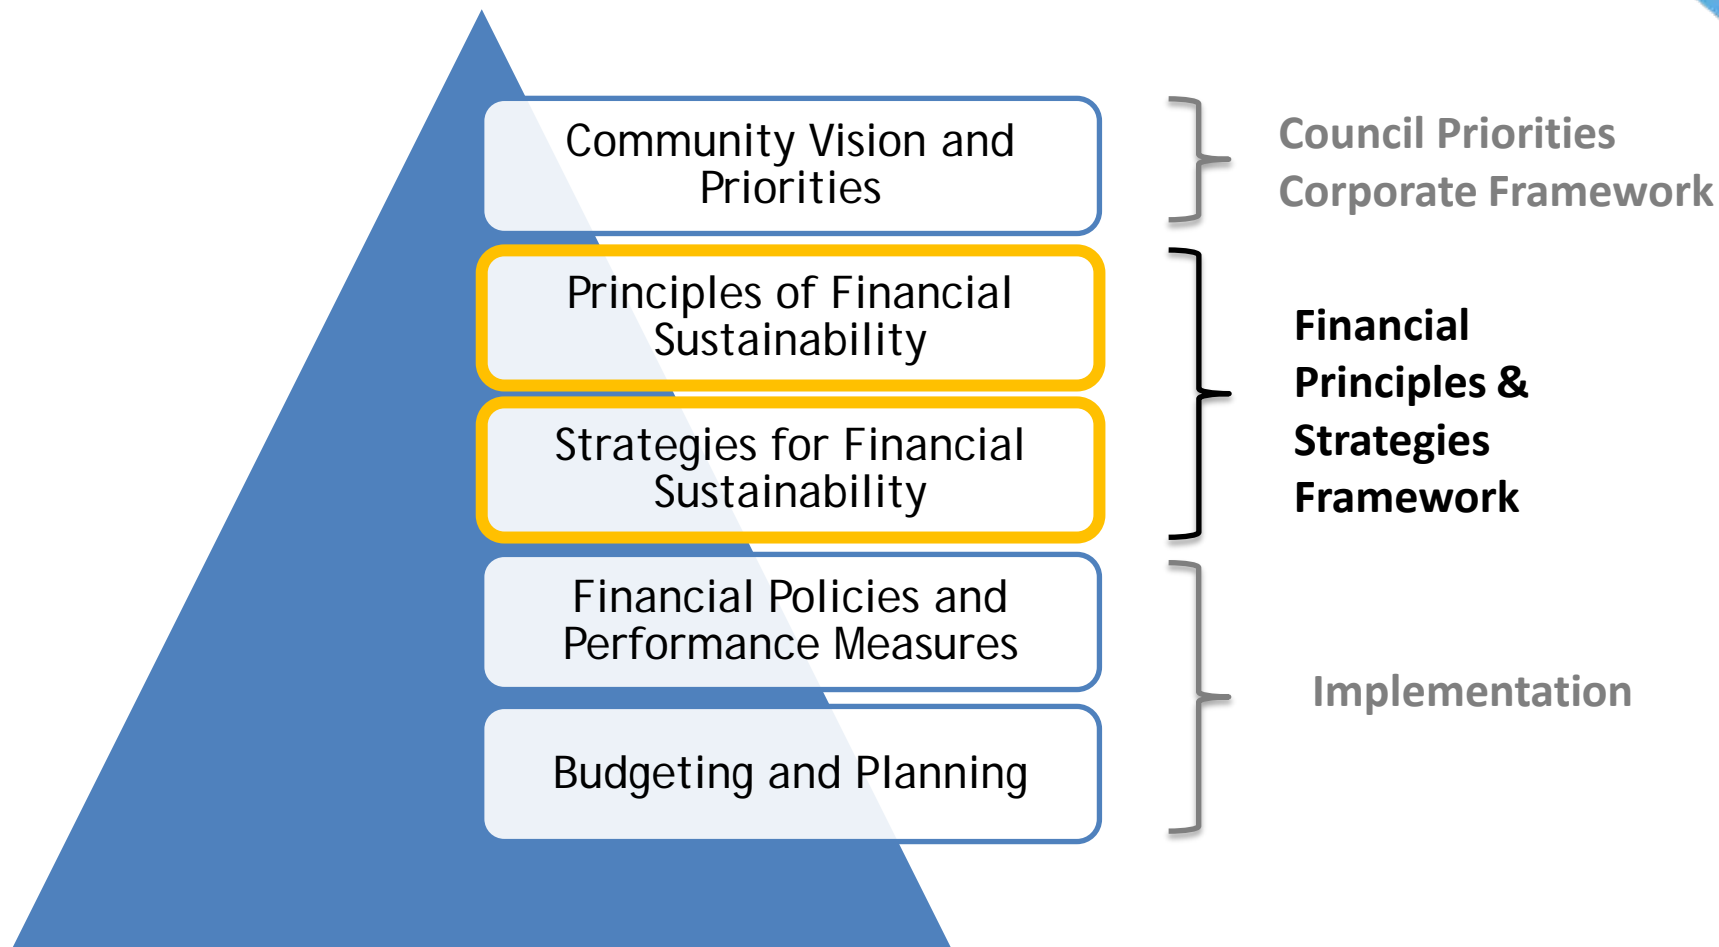 Community Vision and
Priorities
Council Priorities
Corporate Framework
Principles of Financial
Sustainability
Strategies for Financial
Sustainability
Financial
Principles &
Strategies
Framework
Financial Policies and
Performance Measures
Budgeting and Planning
Implementation